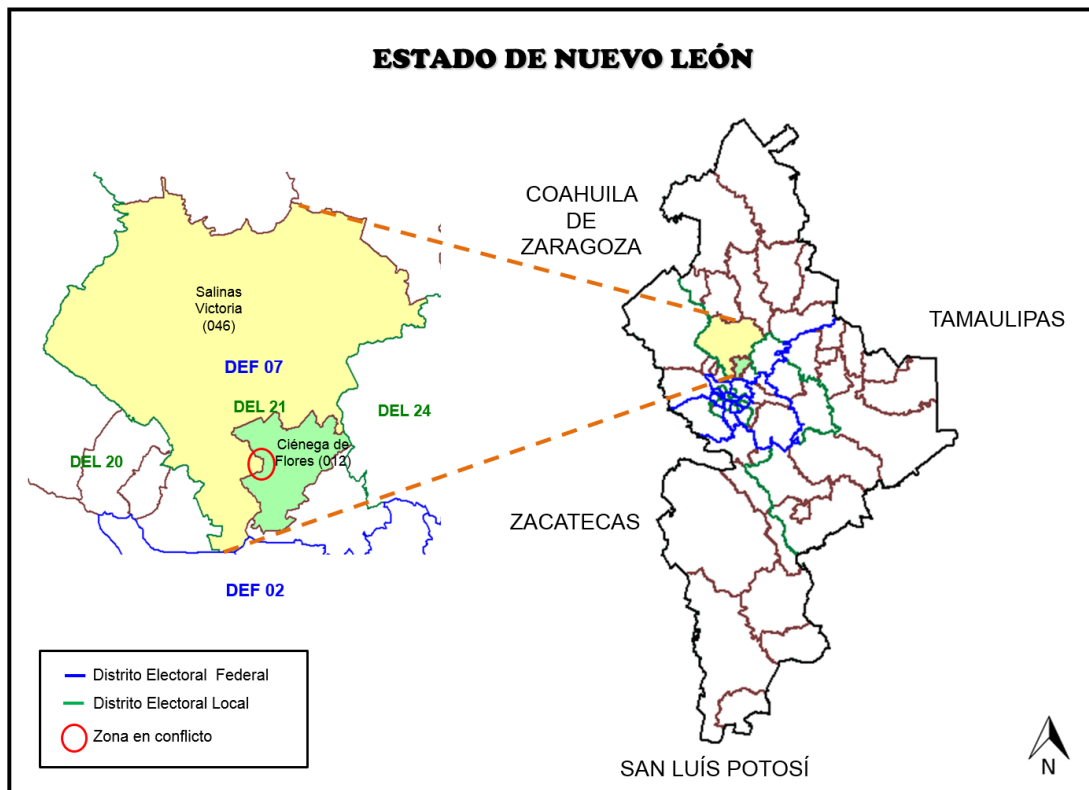 ESTADO DE NUEVO LEÓN
COAHUILA
DE
ZARAGOZA
TAMAULIPAS
ZACATECAS
SAN LUÍS POTOSÍ
Salinas
Victoria
(046)
DEF 07
DEL 21
DEL 24
Ciénega de
Flores (012)
DEL 20
DEF 02
Distrito Electoral Federal
Distrito Electoral Local
Zona en conflicto
N